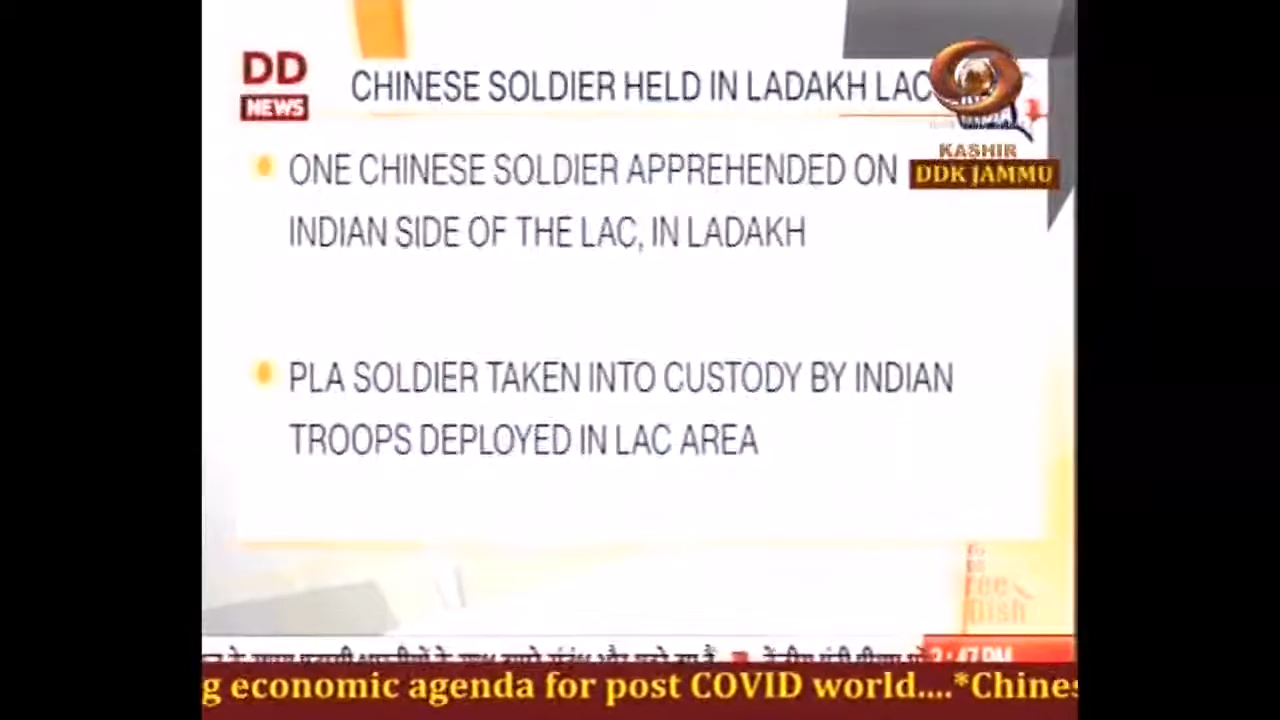 DD
NEWS
CHINESE SOLDIER HELD IN LADAKH LAC
KASHIR
DDK JAMMU
ONE CHINESE SOLDIER APPREHENDED ON
INDIAN SIDE OF THE LAC, IN LADAKH
PLA SOLDIER TAKEN INTO CUSTODY BY INDIAN
TROOPS DEPLOYED IN LAC AREA
Dish
g economic agenda for post COVID world....*Chines